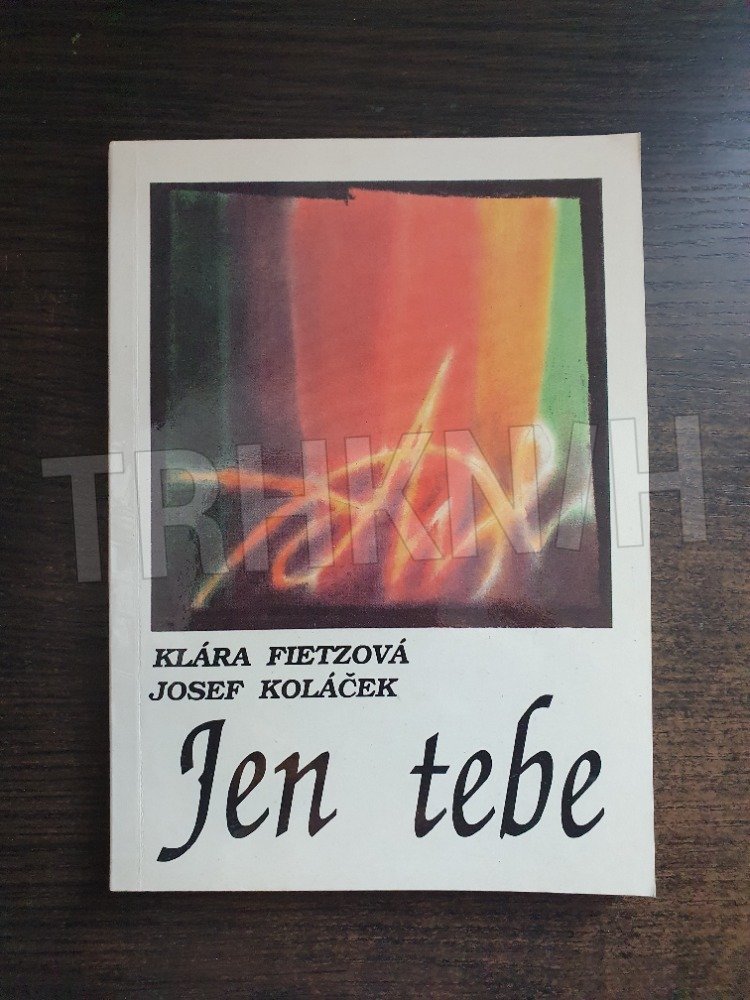 TRHKNIH
KLÁRA FIETZOVÁ
JOSEF KOLÁČEK
Jen tebe